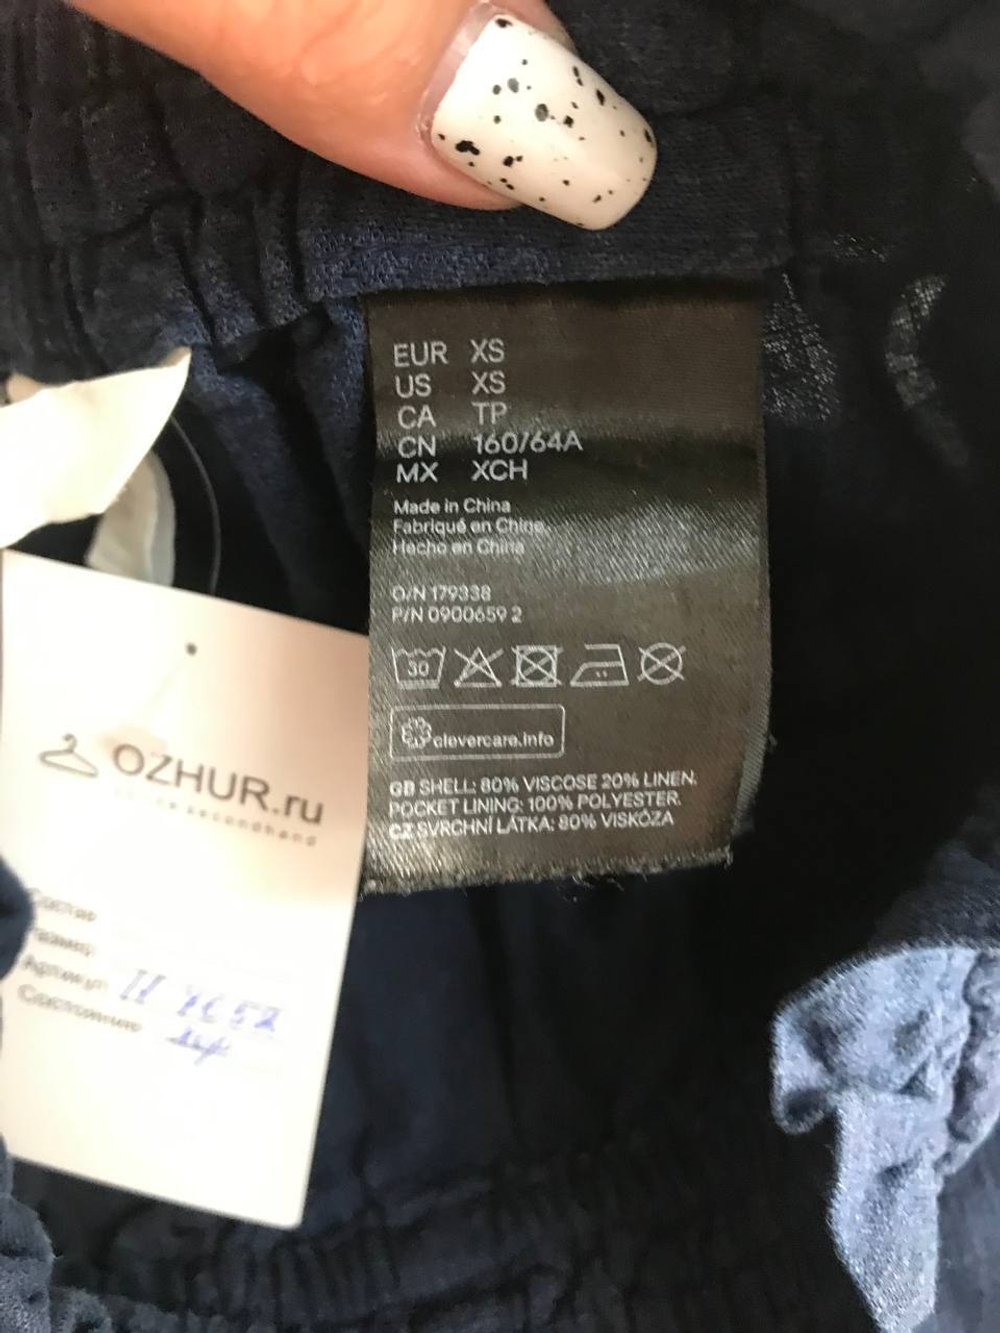 EUR XS
US XS
CA TP
CN 160/64A
MX XCH
Made in China
Fabriqué en Chine
Hecho en China
O/N 179338
P/N 0900659 2
30
clevercare.info
GB SHELL: 80% VISCOSE 20% LINEN.
POCKET LINING: 100% POLYESTER.
CZ SVRCHNÍ LÁTKA: 80% VISKÓZA
OZHUR.ru
secondhand
Состав
Размер
Артикул
Состояние